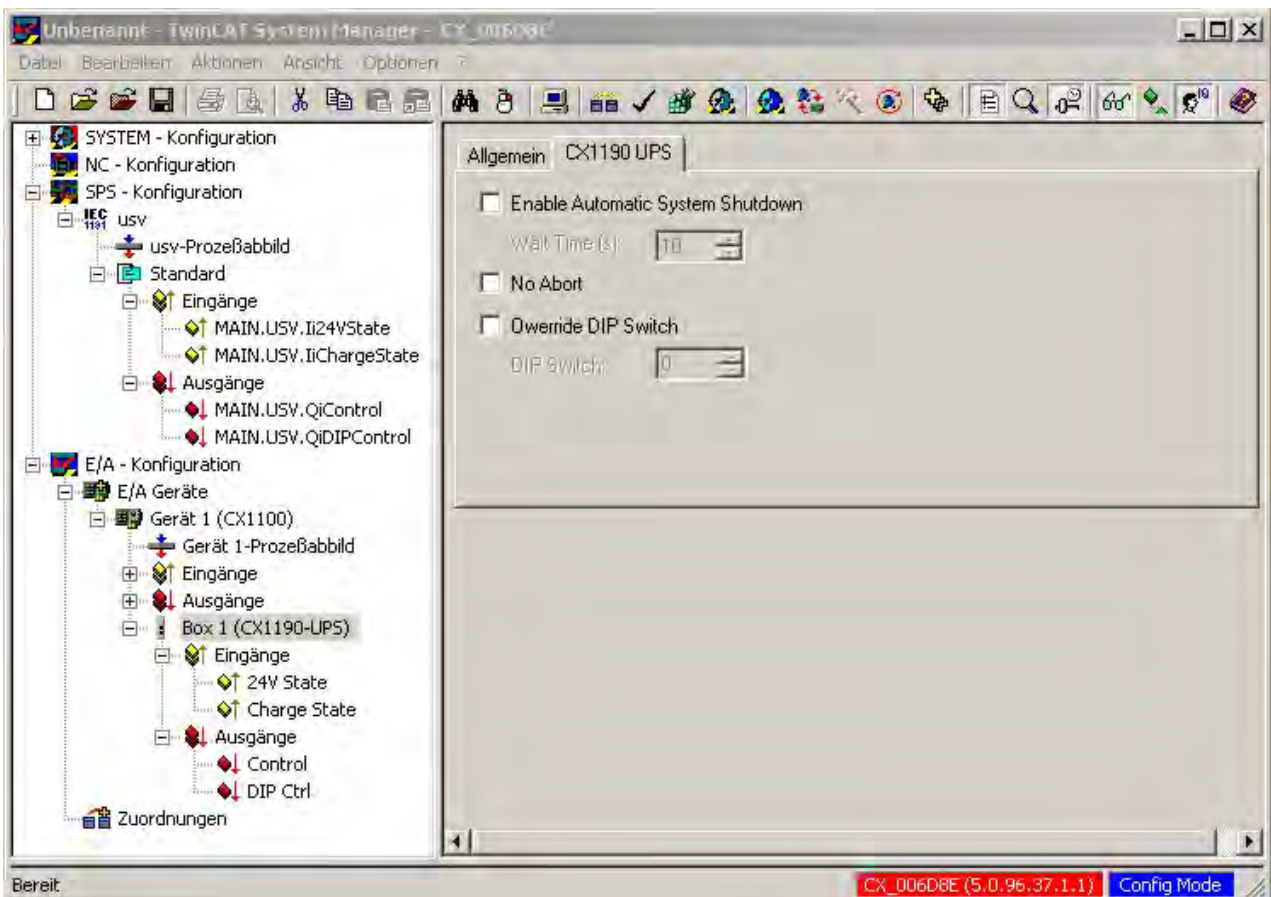 Unbenannt - TwinCAT System Manager - CX_006D8E
Datei Bearbeiten Aktionen Ansicht Optionen ?
SYSTEM - Konfiguration
NC - Konfiguration
SPS - Konfiguration
IEC
1131
usv
usv-Prozeßabbild
Standard
Eingänge
MAIN.USV.Ii24VState
MAIN.USV.IiChargeState
Ausgänge
MAIN.USV.QiControl
MAIN.USV.QiDIPControl
E/A - Konfiguration
E/A Geräte
Gerät 1 (CX1100)
Gerät 1-Prozeßabbild
Eingänge
Ausgänge
Box 1 (CX1190-UPS)
Eingänge
24V State
Charge State
Ausgänge
Control
DIP Ctrl
Zuordnungen
Allgemein CX1190 UPS
Enable Automatic System Shutdown
Wait Time (s): 10
No Abort
Owerride DIP Switch
DIP Switch: 0
Bereit
CX_006D8E (5.0.96.37.1.1) Config Mode